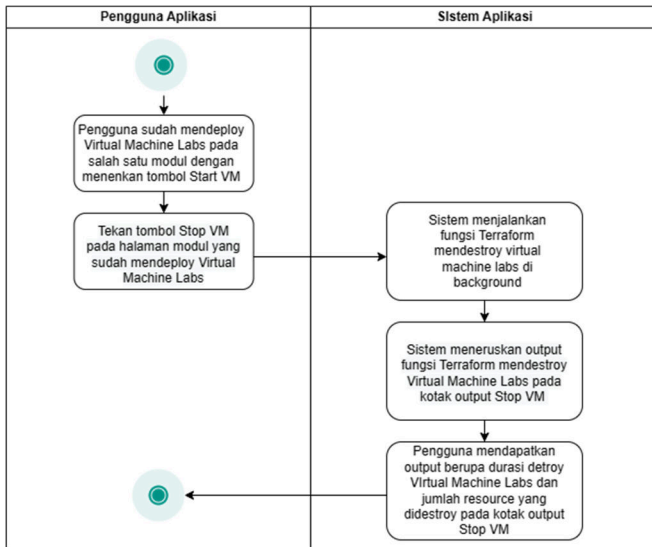 Pengguna Aplikasi
SIstem Aplikasi
Pengguna sudah mendeploy
Virtual Machine Labs pada
salah satu modul dengan
menenkan tombol Start VM
Tekan tombol Stop VM
pada halaman modul yang
sudah mendeploy Virtual
Machine Labs
Sistem menjalankan
fungsi Terraform
mendestroy virtual
machine labs di
background
Sistem meneruskan output
fungsi Terraform mendestroy
Virtual Machine Labs pada
kotak output Stop VM
Pengguna mendapatkan
output berupa durasi detroy
VIrtual Machine Labs dan
jumlah resource yang
didestroy pada kotak output
Stop VM